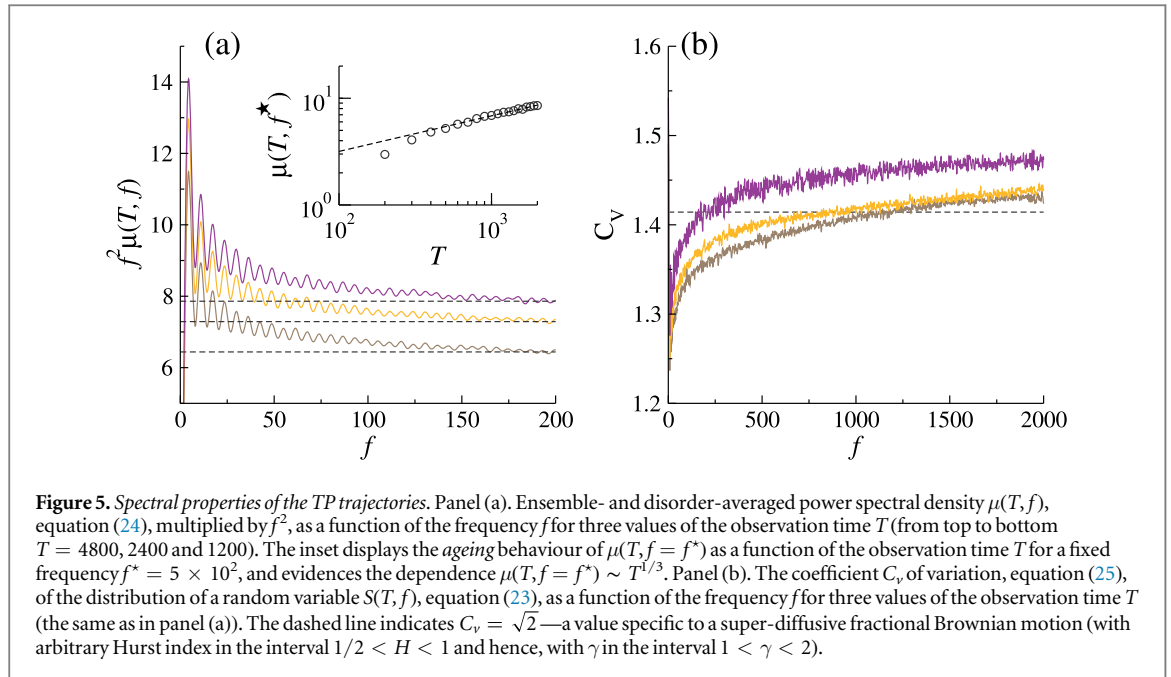 (a)
(b)
14
12
10
8
6
f²μ(T, f)
0
50
100
150
200
f
10¹
10⁰
μ(T, f★)
10²
10³
T
1.6
1.5
1.4
1.3
1.2
C_V
0
500
1000
1500
2000
f
Figure 5. Spectral properties of the TP trajectories. Panel (a). Ensemble- and disorder-averaged power spectral density μ(T, f),
equation (24), multiplied by f², as a function of the frequency f for three values of the observation time T (from top to bottom
T = 4800, 2400 and 1200). The inset displays the ageing behaviour of μ(T, f = f⋆) as a function of the observation time T for a fixed
frequency f⋆ = 5 × 10², and evidences the dependence μ(T, f = f⋆) ∼ T^{1/3}. Panel (b). The coefficient C_v of variation, equation (25),
of the distribution of a random variable S(T, f), equation (23), as a function of the frequency f for three values of the observation time T
(the same as in panel (a)). The dashed line indicates C_v = √2—a value specific to a super-diffusive fractional Brownian motion (with
arbitrary Hurst index in the interval 1/2 < H < 1 and hence, with γ in the interval 1 < γ < 2).